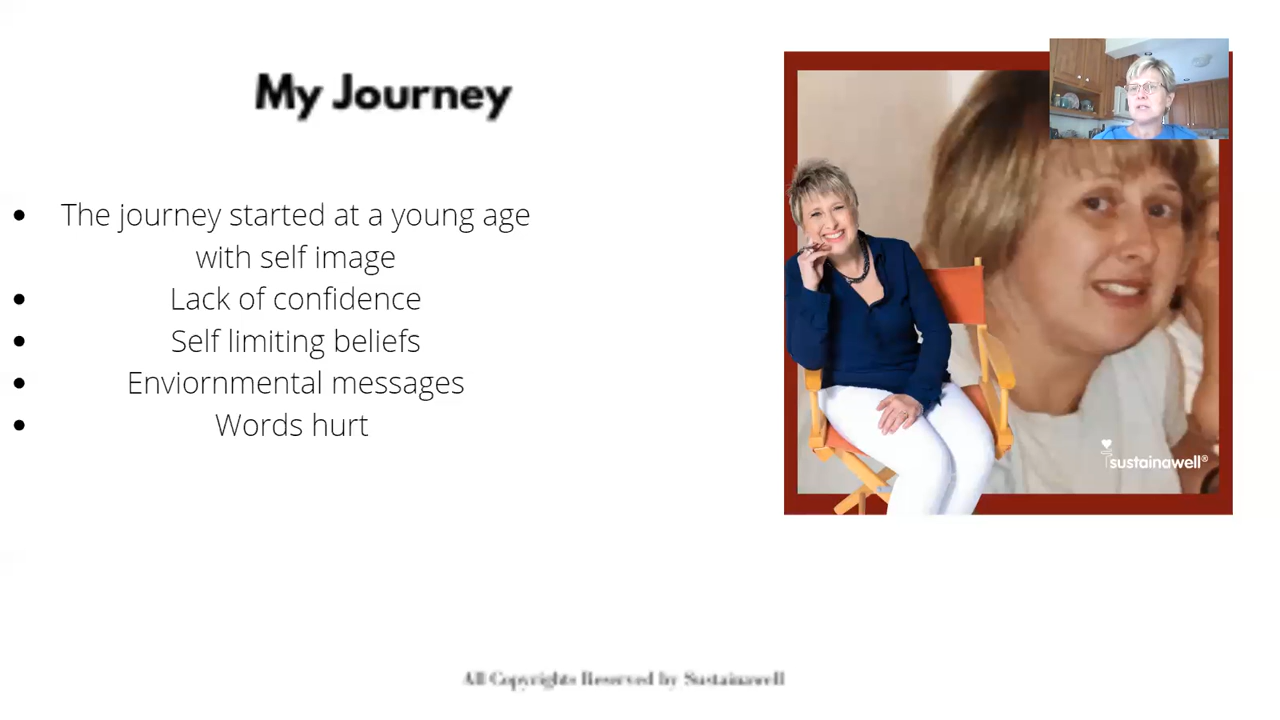 My Journey
• The journey started at a young age
with self image
• Lack of confidence
• Self limiting beliefs
• Enviornmental messages
• Words hurt
sustainawell®
All Copyrights Reserved by Sustainawell